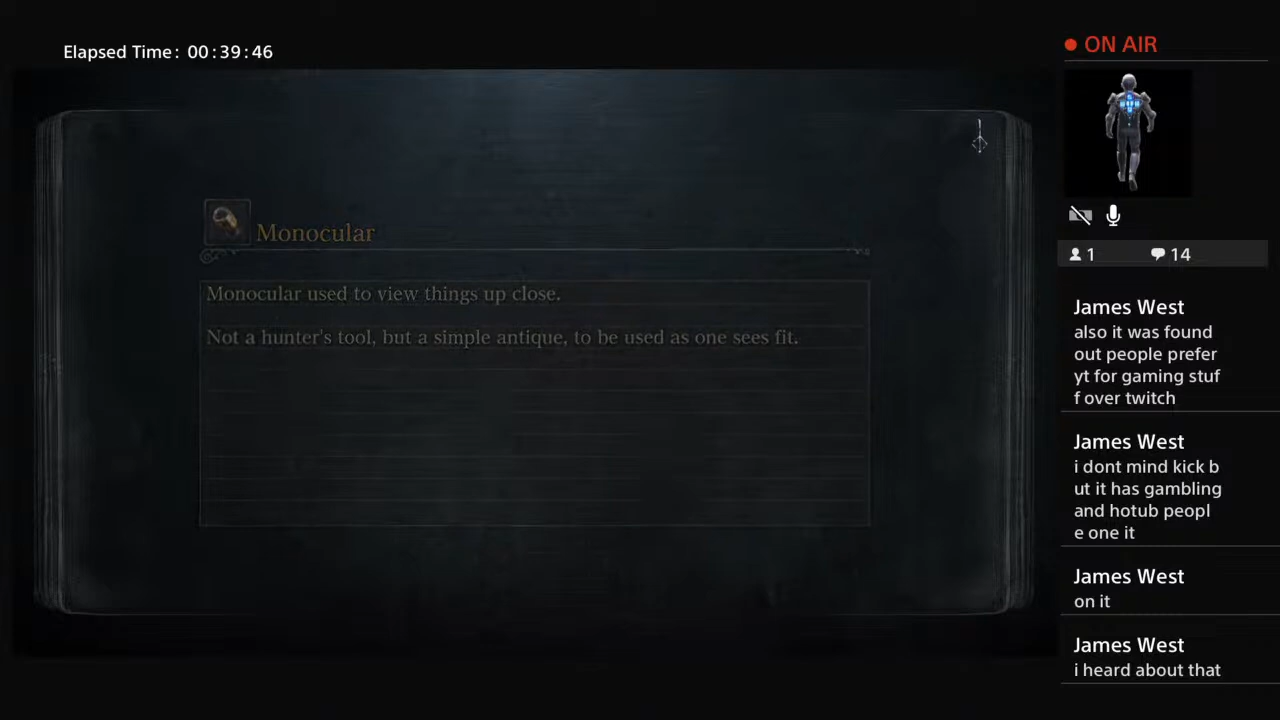 Elapsed Time: 00:39:46
ON AIR
Monocular
Monocular used to view things up close.
Not a hunter's tool, but a simple antique, to be used as one sees fit.
1 14
James West
also it was found
out people prefer
yt for gaming stuf
f over twitch
James West
i dont mind kick b
ut it has gambling
and hotub peopl
e one it
James West
on it
James West
i heard about that